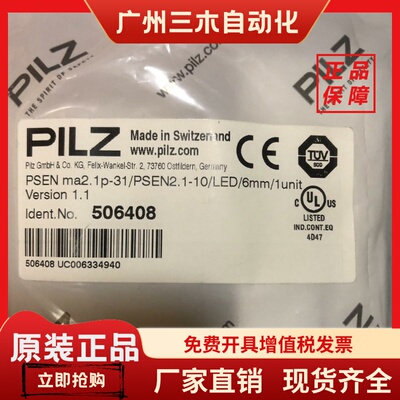 广州三木自动化
PILZ
THE SPIRIT OF SAFETY
PILZ
正品
保障
PILZ
Made in Switzerland
www.pilz.com
Pilz GmbH & Co. KG, Felix-Wankel-Str. 2, 73760 Ostfildern, Germany
CE
TÜV
PSEN ma2.1p-31/PSEN2.1-10/LED/6mm/1unit
Version 1.1
Ident.No. 506408
C UL US
LISTED
IND.CONT.EQ
4D47
506408 UC006334940
原装正品
立即抢购
免费开具增值税发票
厂家直销 现货齐全